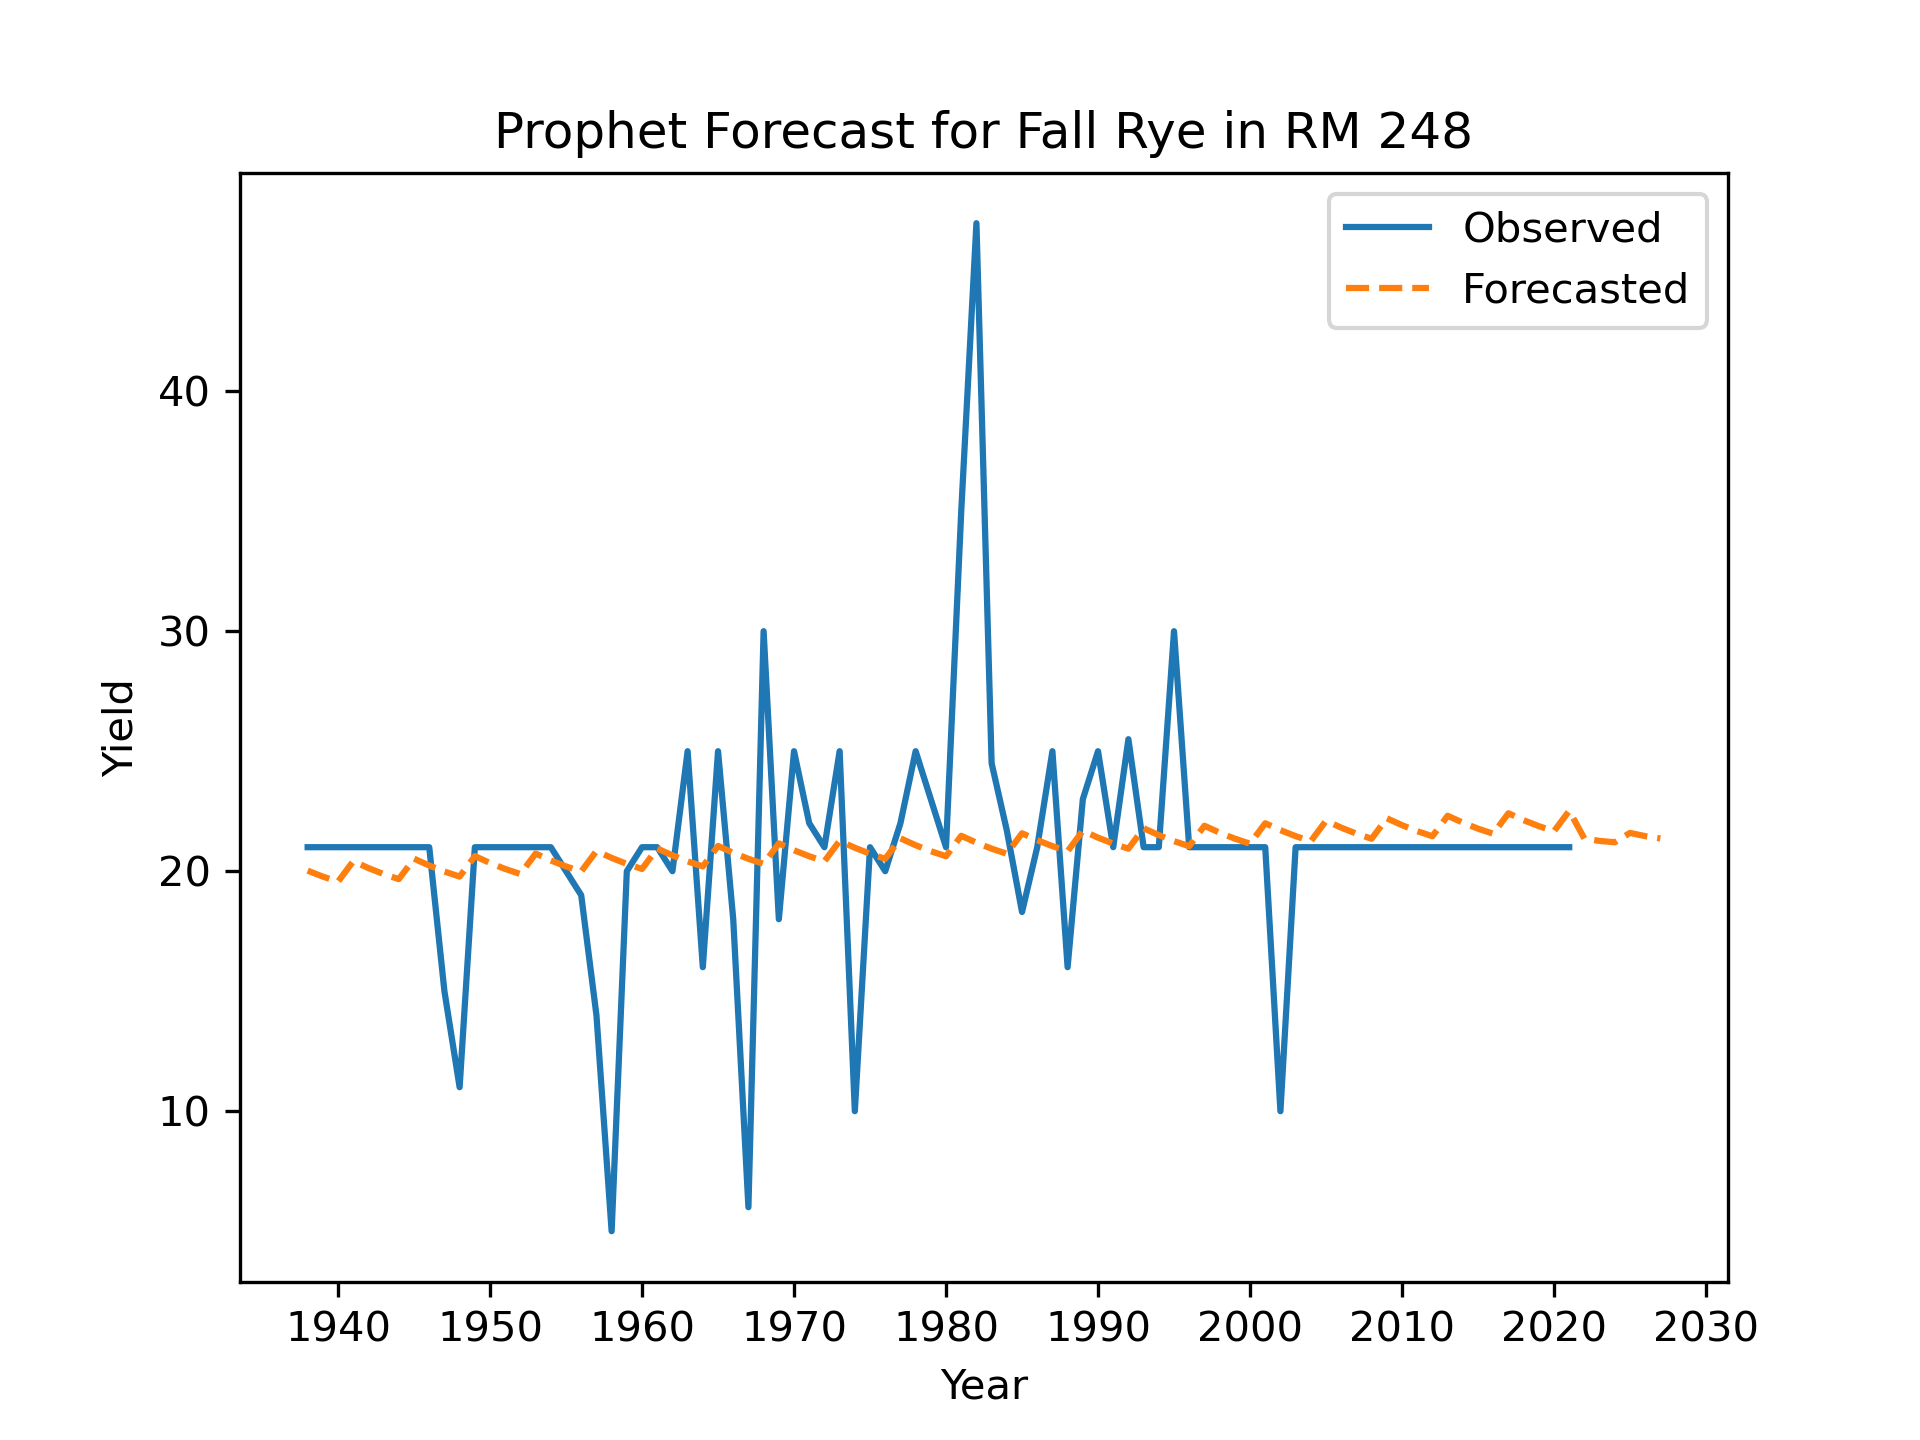 Prophet Forecast for Fall Rye in RM 248
Observed
Forecasted
40
30
20
10
Yield
1940 1950 1960 1970 1980 1990 2000 2010 2020 2030
Year